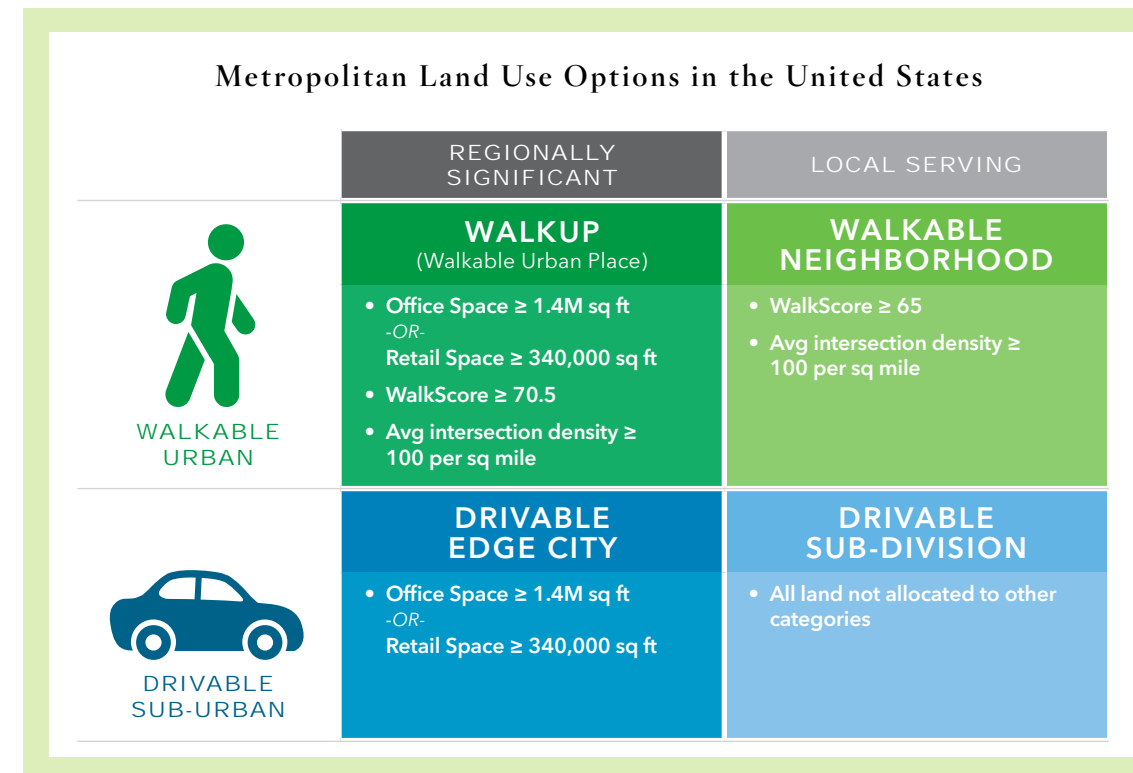 Metropolitan Land Use Options in the United States
REGIONALLY
SIGNIFICANT
LOCAL SERVING
WALKABLE
URBAN
WALKUP
(Walkable Urban Place)
• Office Space ≥ 1.4M sq ft
-OR-
Retail Space ≥ 340,000 sq ft
• WalkScore ≥ 70.5
• Avg intersection density ≥
100 per sq mile
WALKABLE
NEIGHBORHOOD
• WalkScore ≥ 65
• Avg intersection density ≥
100 per sq mile
DRIVABLE
SUB-URBAN
DRIVABLE
EDGE CITY
• Office Space ≥ 1.4M sq ft
-OR-
Retail Space ≥ 340,000 sq ft
DRIVABLE
SUB-DIVISION
• All land not allocated to other
categories